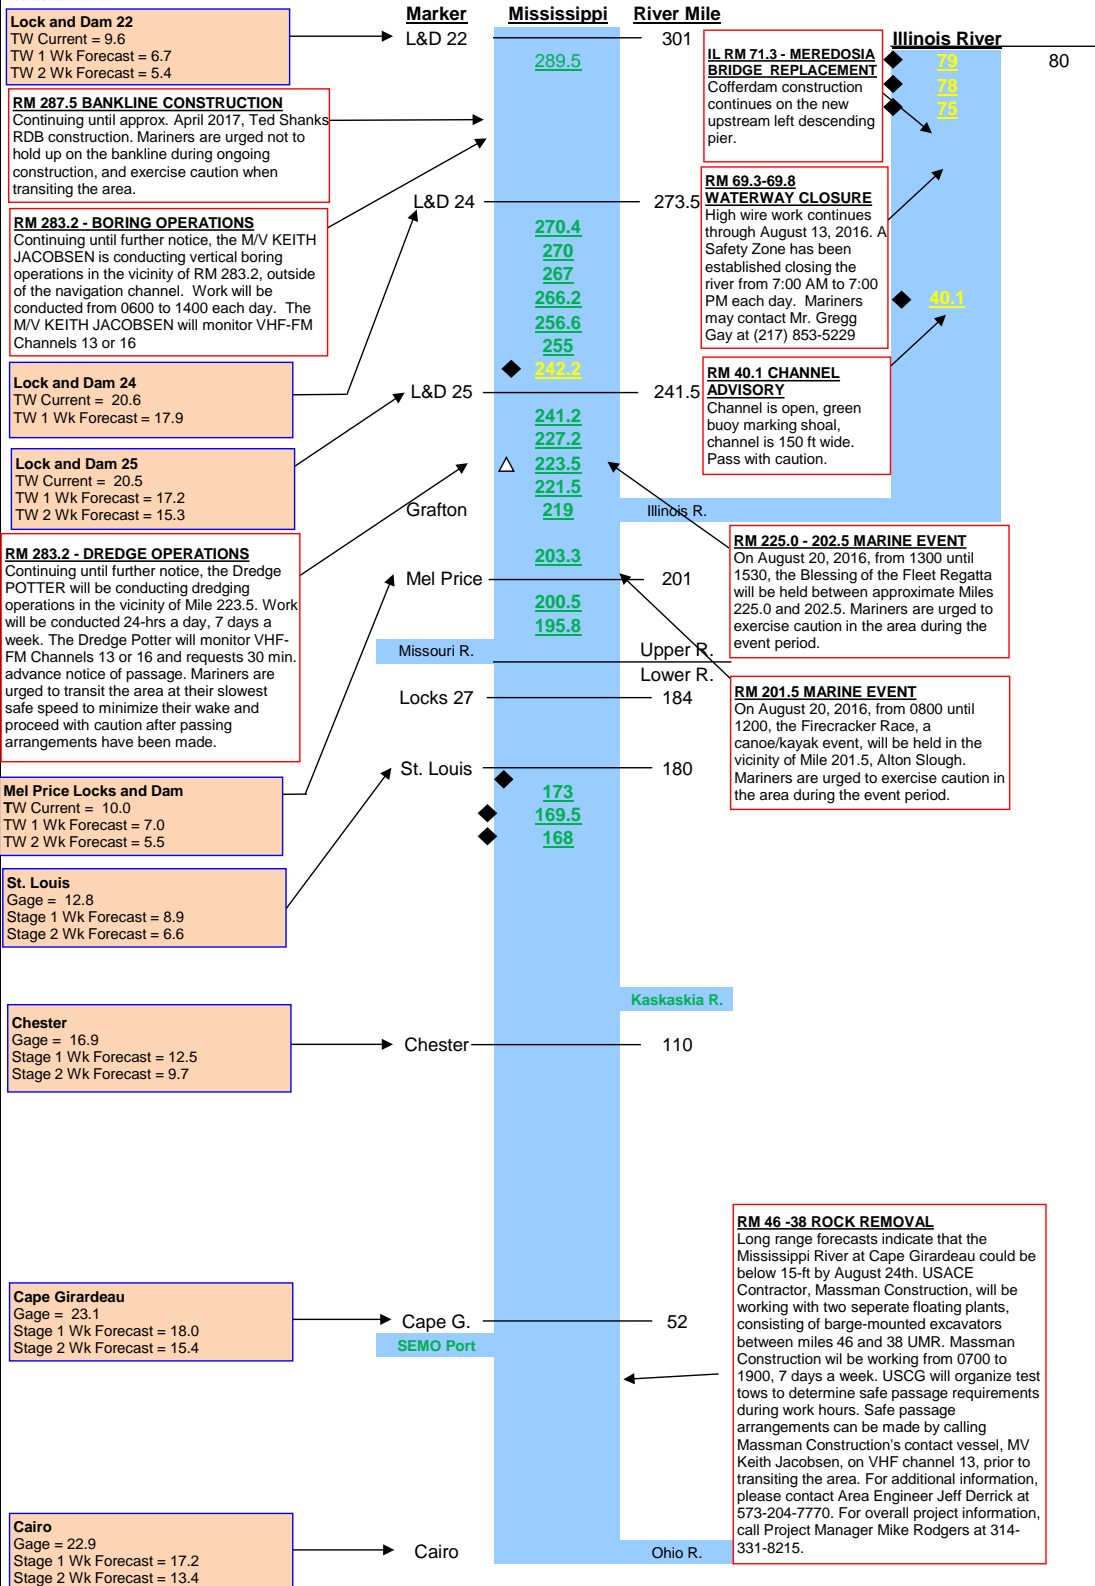 Marker
Mississippi
River Mile
Lock and Dam 22
TW Current = 9.6
TW 1 Wk Forecast = 6.7
TW 2 Wk Forecast = 5.4
L&D 22
301
289.5
Illinois River
79
80
78
75
IL RM 71.3 - MEREDOSIA
BRIDGE REPLACEMENT
Cofferdam construction
continues on the new
upstream left descending
pier.
RM 287.5 BANKLINE CONSTRUCTION
Continuing until approx. April 2017, Ted Shanks
RDB construction. Mariners are urged not to
hold up on the bankline during ongoing
construction, and exercise caution when
transiting the area.
RM 69.3-69.8
WATERWAY CLOSURE
High wire work continues
through August 13, 2016. A
Safety Zone has been
established closing the
river from 7:00 AM to 7:00
PM each day. Mariners
may contact Mr. Gregg
Gay at (217) 853-5229
L&D 24
273.5
RM 283.2 - BORING OPERATIONS
Continuing until further notice, the M/V KEITH
JACOBSEN is conducting vertical boring
operations in the vicinity of RM 283.2, outside
of the navigation channel. Work will be
conducted from 0600 to 1400 each day. The
M/V KEITH JACOBSEN will monitor VHF-FM
Channels 13 or 16
270.4
270
267
266.2
256.6
255
242.2
40.1
Lock and Dam 24
TW Current = 20.6
TW 1 Wk Forecast = 17.9
L&D 25
241.5
RM 40.1 CHANNEL
ADVISORY
Channel is open, green
buoy marking shoal,
channel is 150 ft wide.
Pass with caution.
Lock and Dam 25
TW Current = 20.5
TW 1 Wk Forecast = 17.2
TW 2 Wk Forecast = 15.3
241.2
227.2
223.5
221.5
219
Grafton
Illinois R.
RM 283.2 - DREDGE OPERATIONS
Continuing until further notice, the Dredge
POTTER will be conducting dredging
operations in the vicinity of Mile 223.5. Work
will be conducted 24-hrs a day, 7 days a
week. The Dredge Potter will monitor VHF-
FM Channels 13 or 16 and requests 30 min.
advance notice of passage. Mariners are
urged to transit the area at their slowest
safe speed to minimize their wake and
proceed with caution after passing
arrangements have been made.
RM 225.0 - 202.5 MARINE EVENT
On August 20, 2016, from 1300 until
1530, the Blessing of the Fleet Regatta
will be held between approximate Miles
225.0 and 202.5. Mariners are urged to
exercise caution in the area during the
event period.
203.3
Mel Price
201
200.5
195.8
Missouri R.
Upper R.
Lower R.
Locks 27
184
RM 201.5 MARINE EVENT
On August 20, 2016, from 0800 until
1200, the Firecracker Race, a
canoe/kayak event, will be held in the
vicinity of Mile 201.5, Alton Slough.
Mariners are urged to exercise caution in
the area during the event period.
St. Louis
180
Mel Price Locks and Dam
TW Current = 10.0
TW 1 Wk Forecast = 7.0
TW 2 Wk Forecast = 5.5
173
169.5
168
St. Louis
Gage = 12.8
Stage 1 Wk Forecast = 8.9
Stage 2 Wk Forecast = 6.6
Kaskaskia R.
Chester
Gage = 16.9
Stage 1 Wk Forecast = 12.5
Stage 2 Wk Forecast = 9.7
Chester
110
RM 46 -38 ROCK REMOVAL
Long range forecasts indicate that the
Mississippi River at Cape Girardeau could be
below 15-ft by August 24th. USACE
Contractor, Massman Construction, will be
working with two seperate floating plants,
consisting of barge-mounted excavators
between miles 46 and 38 UMR. Massman
Construction wil be working from 0700 to
1900, 7 days a week. USCG will organize test
tows to determine safe passage requirements
during work hours. Safe passage
arrangements can be made by calling
Massman Construction's contact vessel, MV
Keith Jacobsen, on VHF channel 13, prior to
transiting the area. For additional information,
please contact Area Engineer Jeff Derrick at
573-204-7770. For overall project information,
call Project Manager Mike Rodgers at 314-
331-8215.
Cape Girardeau
Gage = 23.1
Stage 1 Wk Forecast = 18.0
Stage 2 Wk Forecast = 15.4
Cape G.
52
SEMO Port
Cairo
Gage = 22.9
Stage 1 Wk Forecast = 17.2
Stage 2 Wk Forecast = 13.4
Cairo
Ohio R.